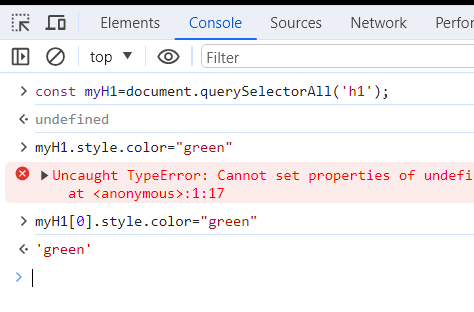 Elements Console Sources Network Perfor
top Filter
const myH1=document.querySelectorAll('h1');
undefined
myH1.style.color="green"
Uncaught TypeError: Cannot set properties of undefi
at <anonymous>:1:17
myH1[0].style.color="green"
'green'